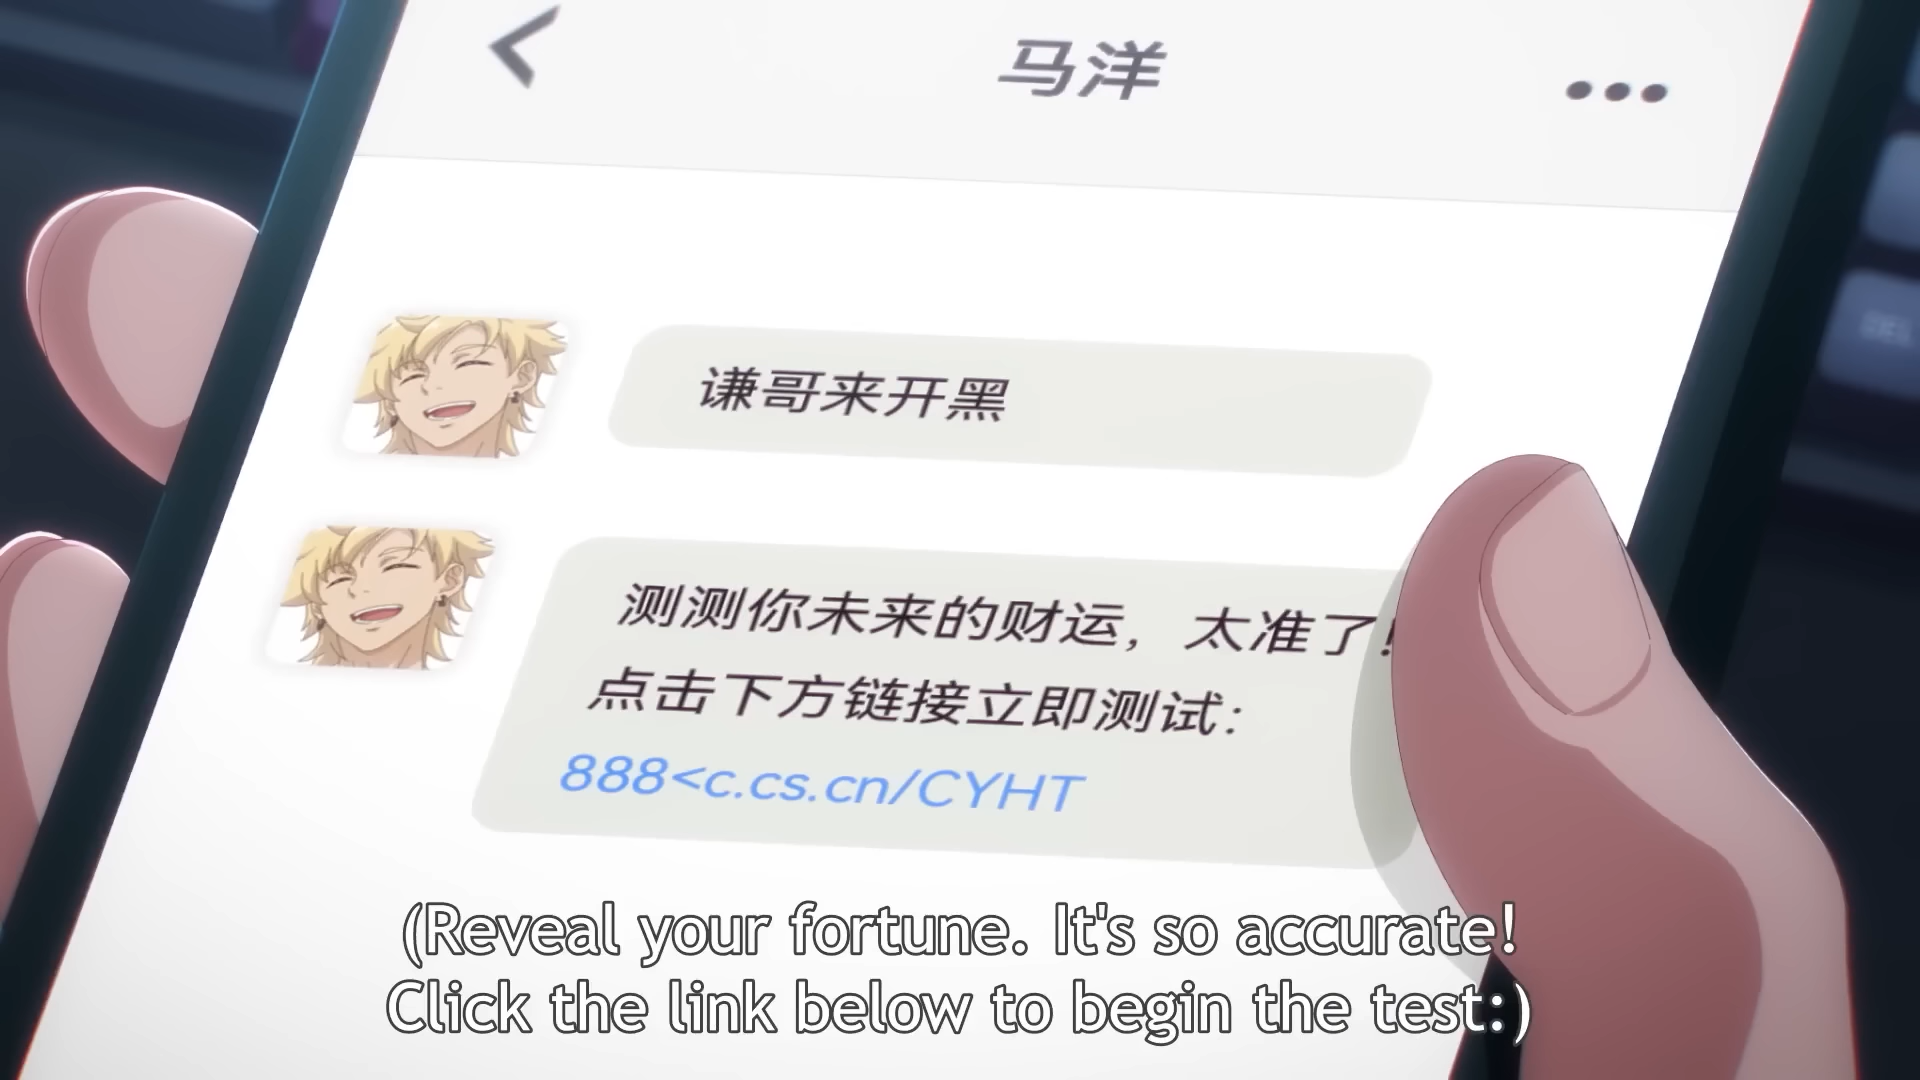 马洋
谦哥来开黑
测测你未来的财运，太准了！
点击下方链接立即测试：
888<c.cs.cn/CYHT
DEL
(Reveal your fortune. It's so accurate!
Click the link below to begin the test:)